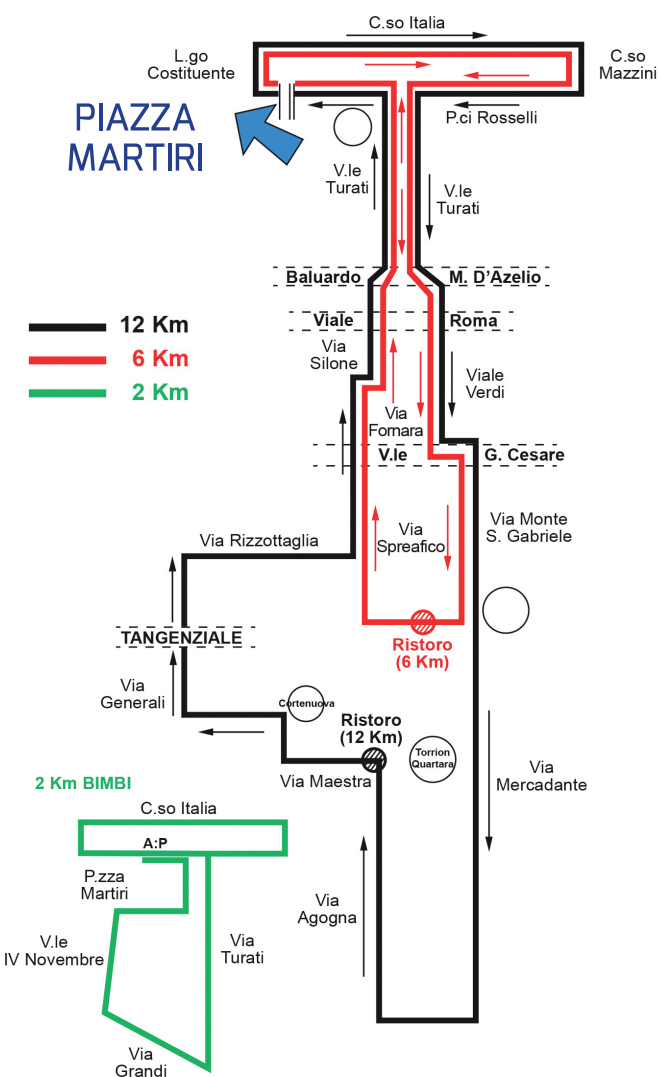 C.so Italia
L.go
Costituente
C.so
Mazzini
P.ci Rosselli
PIAZZA
MARTIRI
V.le
Turati
V.le
Turati
Baluardo
M. D'Azelio
Viale
Roma
12 Km
6 Km
2 Km
Via
Silone
Viale
Verdi
Via
Fornara
V.le
G. Cesare
Via Rizzottaglia
Via
Spreafico
Via Monte
S. Gabriele
TANGENZIALE
Ristoro
(6 Km)
Via
Generali
Cortenuova
Ristoro
(12 Km)
Torrion
Quartara
Via Maestra
Via
Mercadante
2 Km BIMBI
C.so Italia
A:P
P.zza
Martiri
Via
Agogna
V.le
IV Novembre
Via
Turati
Via
Grandi